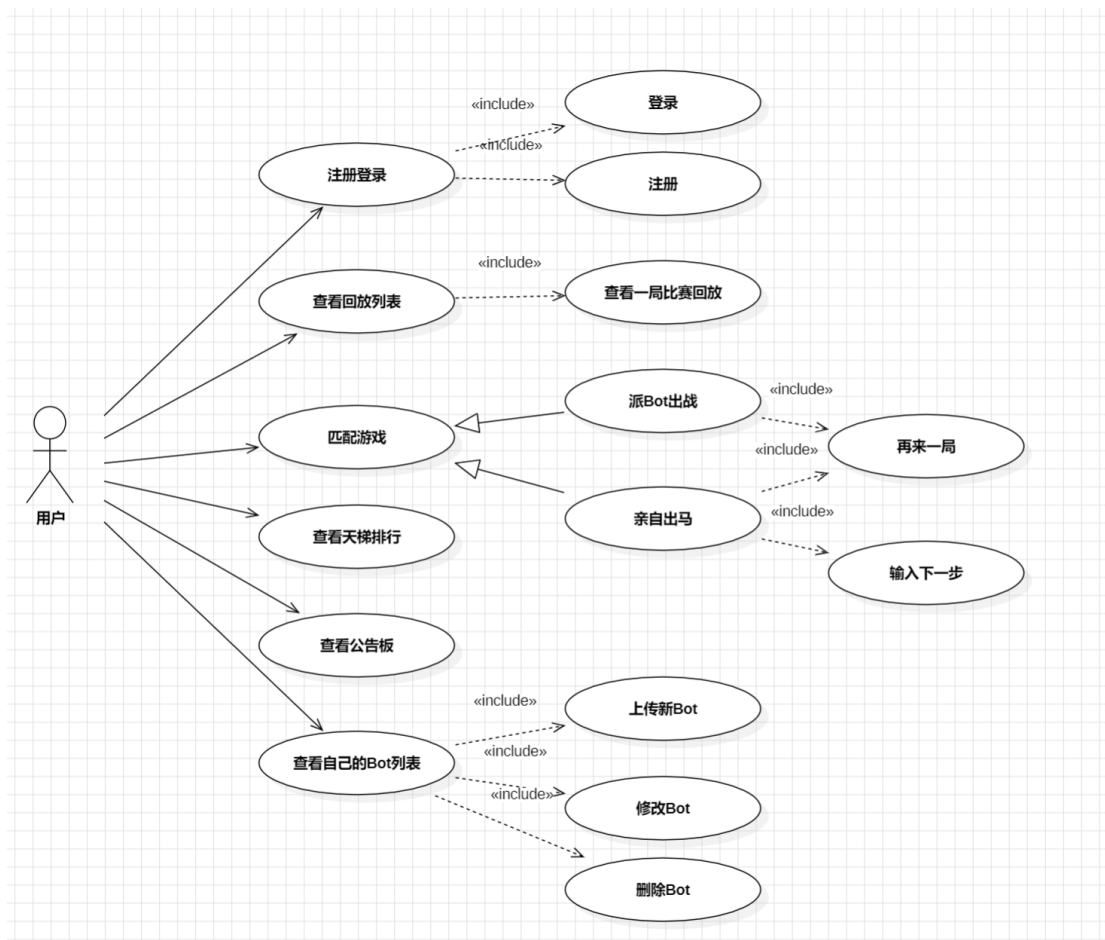 «include»
登录
«include»
注册登录
注册
«include»
查看回放列表
查看一局比赛回放
派Bot出战
«include»
匹配游戏
再来一局
«include»
亲自出马
«include»
用户
查看天梯排行
输入下一步
查看公告板
«include»
上传新Bot
«include»
查看自己的Bot列表
«include»
修改Bot
删除Bot